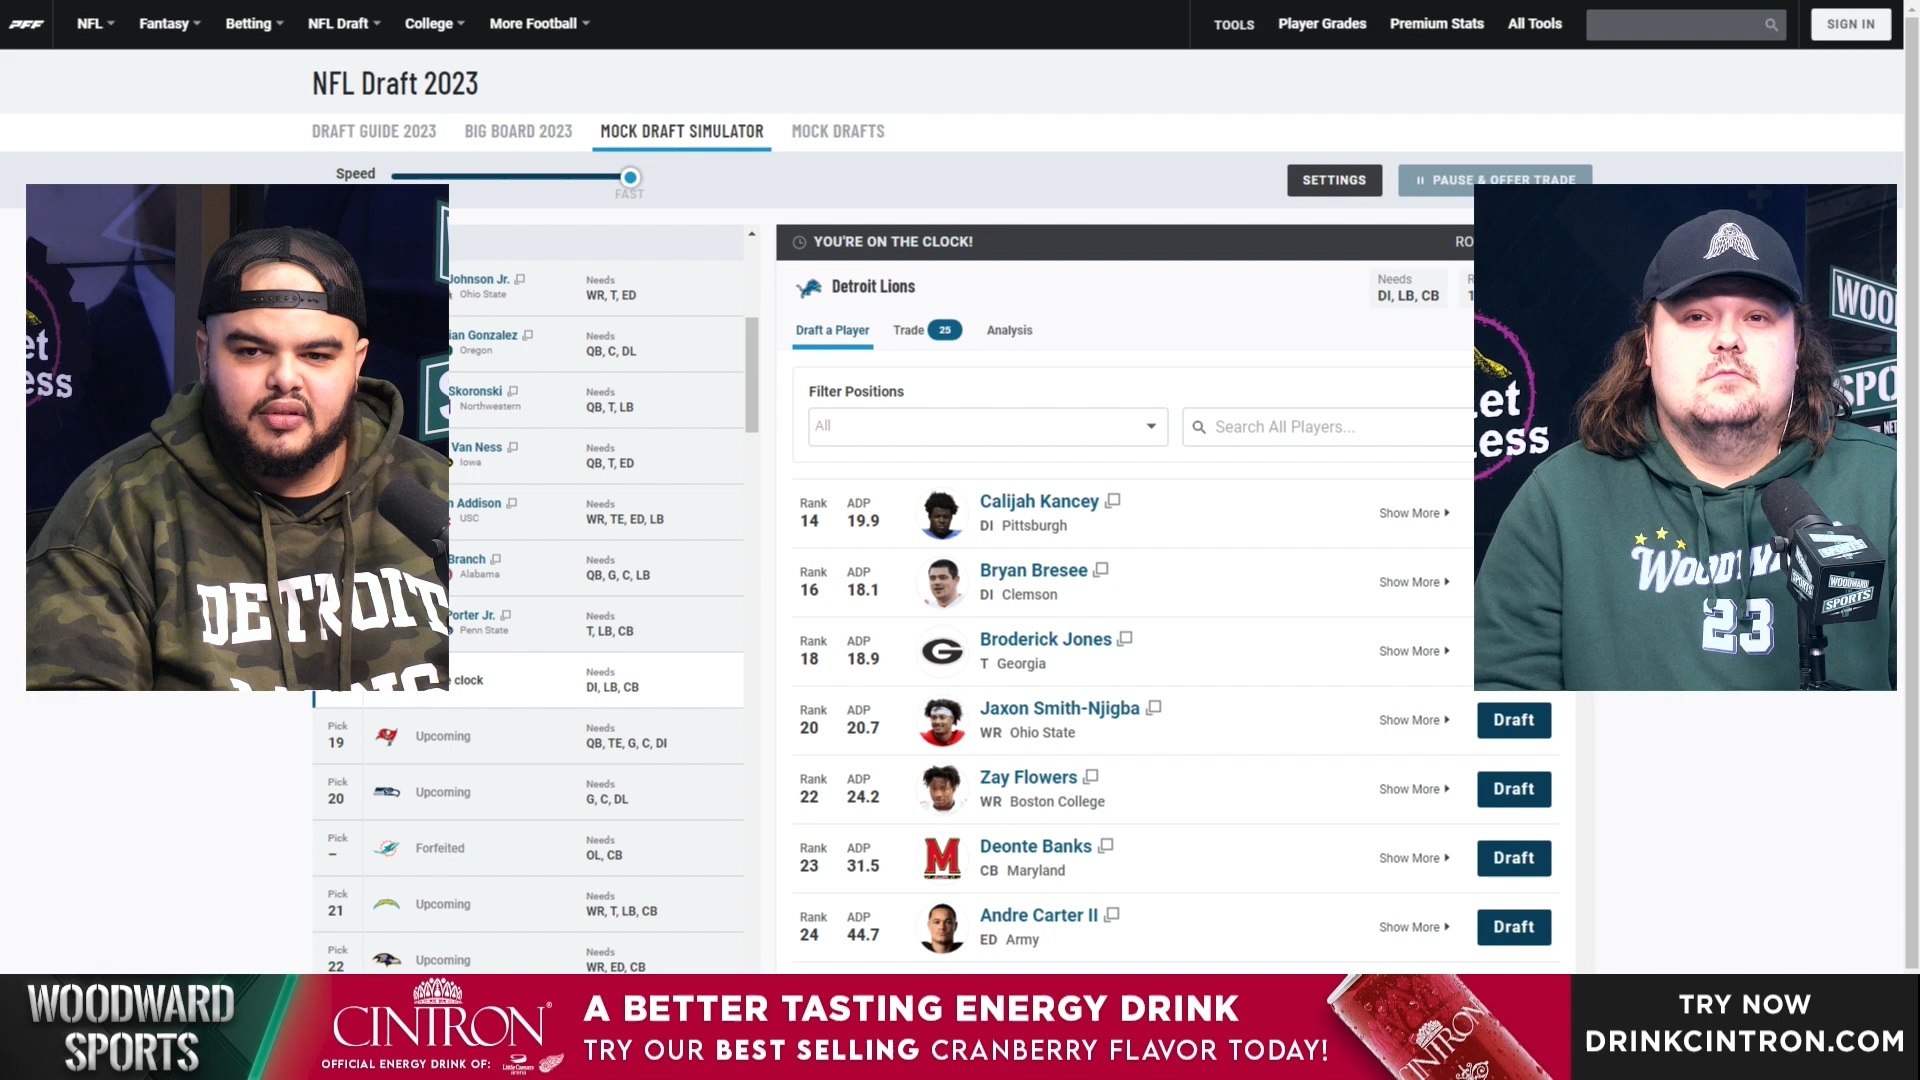 PFF
NFL
Fantasy
Betting
NFL Draft
College
More Football
TOOLS
Player Grades
Premium Stats
All Tools
SIGN IN
NFL Draft 2023
DRAFT GUIDE 2023
BIG BOARD 2023
MOCK DRAFT SIMULATOR
MOCK DRAFTS
Speed
FAST
SETTINGS
PAUSE & OFFER TRADE
Johnson Jr.
Ohio State
Needs
WR, T, ED
ian Gonzalez
Oregon
Needs
QB, C, DL
Skoronski
Northwestern
Needs
QB, T, LB
Van Ness
Iowa
Needs
QB, T, ED
n Addison
USC
Needs
WR, TE, ED, LB
Branch
Alabama
Needs
QB, G, C, LB
Porter Jr.
Penn State
Needs
T, LB, CB
clock
Needs
DI, LB, CB
Pick
19
Upcoming
Needs
QB, TE, G, C, DI
Pick
20
Upcoming
Needs
G, C, DL
Pick
–
Forfeited
Needs
OL, CB
Pick
21
Upcoming
Needs
WR, T, LB, CB
Pick
22
Upcoming
Needs
WR, ED, CB
YOU'RE ON THE CLOCK!
RO
Detroit Lions
Needs
DI, LB, CB
R
1
Draft a Player
Trade 25
Analysis
Filter Positions
All
Search All Players...
Rank
14
ADP
19.9
Calijah Kancey
DI Pittsburgh
Show More
Rank
16
ADP
18.1
Bryan Bresee
DI Clemson
Show More
Rank
18
ADP
18.9
Broderick Jones
T Georgia
Show More
Rank
20
ADP
20.7
Jaxon Smith-Njigba
WR Ohio State
Show More
Draft
Rank
22
ADP
24.2
Zay Flowers
WR Boston College
Show More
Draft
Rank
23
ADP
31.5
Deonte Banks
CB Maryland
Show More
Draft
Rank
24
ADP
44.7
Andre Carter II
ED Army
Show More
Draft
et
ess
DETROIT
WOO
SPO
NET
et
ess
WOODW
23
WOODWARD
SPORTS
WOODWARD
SPORTS
CINTRON
OFFICIAL ENERGY DRINK OF:
Little Caesars
arena
A BETTER TASTING ENERGY DRINK
TRY OUR BEST SELLING CRANBERRY FLAVOR TODAY!
CINTRON
TRY NOW
DRINKCINTRON.COM